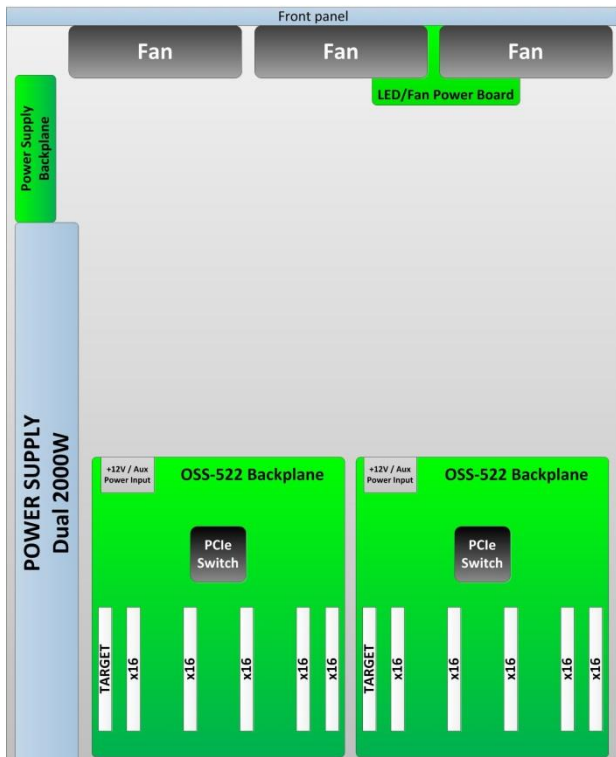 Front panel
Fan
Fan
Fan
LED/Fan Power Board
Power Supply
Backplane
POWER SUPPLY
Dual 2000W
+12V / Aux
Power Input
OSS-522 Backplane
PCIe
Switch
TARGET
x16
x16
x16
x16
x16
+12V / Aux
Power Input
OSS-522 Backplane
PCIe
Switch
TARGET
x16
x16
x16
x16
x16